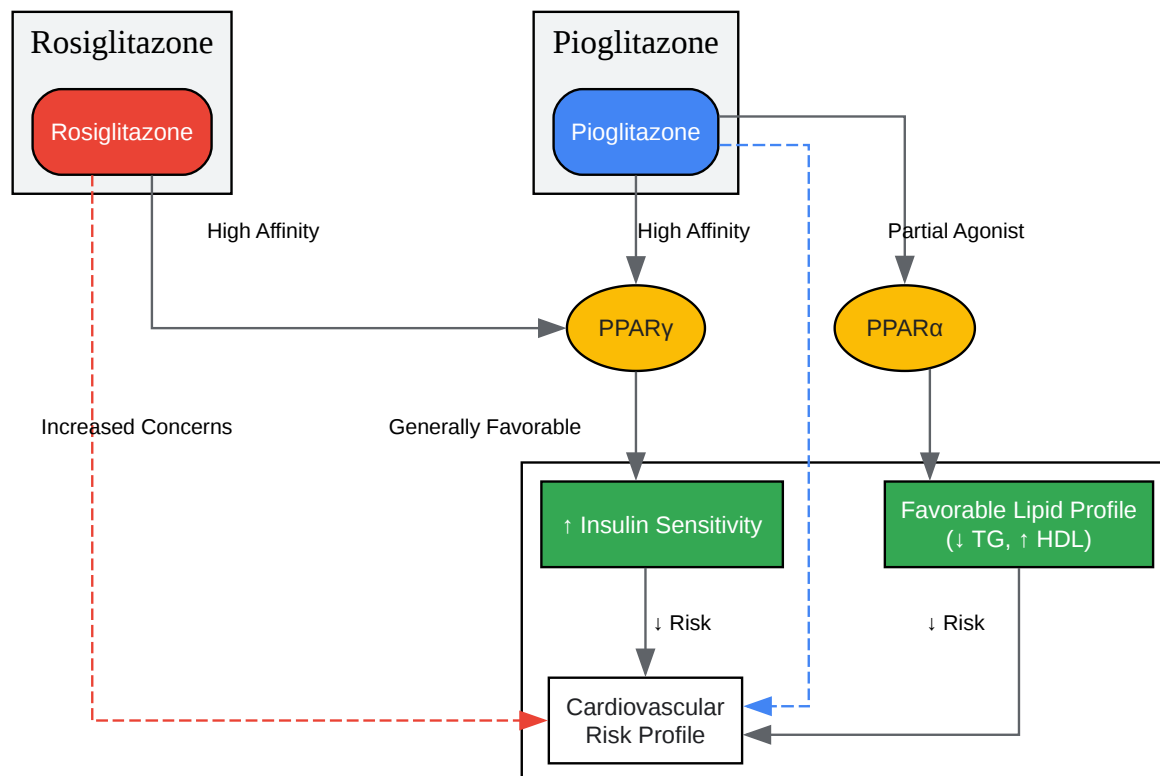 Rosiglitazone
Pioglitazone
Rosiglitazone
Pioglitazone
High Affinity
High Affinity
Partial Agonist
PPARγ
PPARα
Increased Concerns
Generally Favorable
↑ Insulin Sensitivity
Favorable Lipid Profile
(↓ TG, ↑ HDL)
↓ Risk
↓ Risk
Cardiovascular
Risk Profile